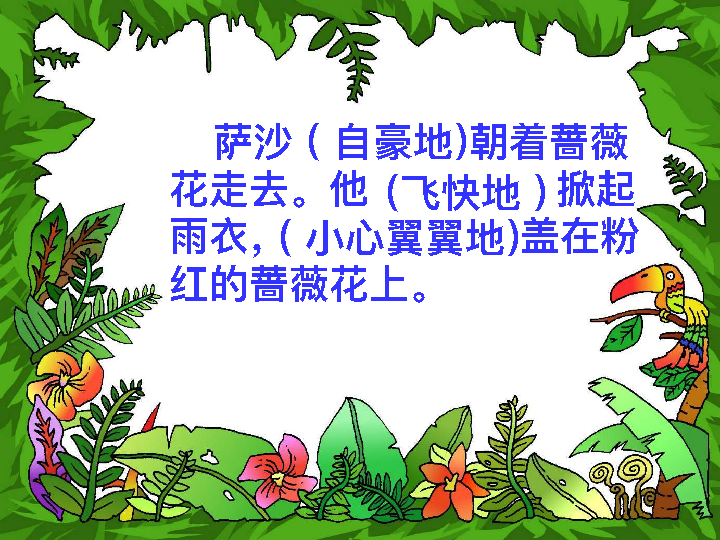 萨沙（自豪地）朝着蔷薇
花走去。他（飞快地）掀起
雨衣，（小心翼翼地）盖在粉
红的蔷薇花上。